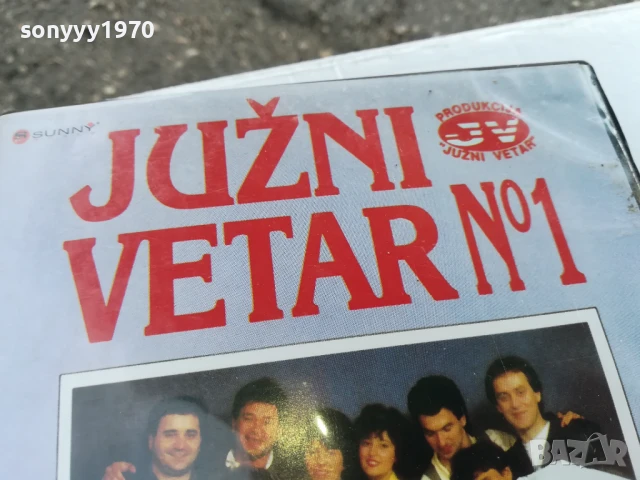 sonyyy1970
SUNNY
JUŽNI
VETAR Nº1
PRODUKCIJA
JV
"JUŽNI VETAR"
BAZAR